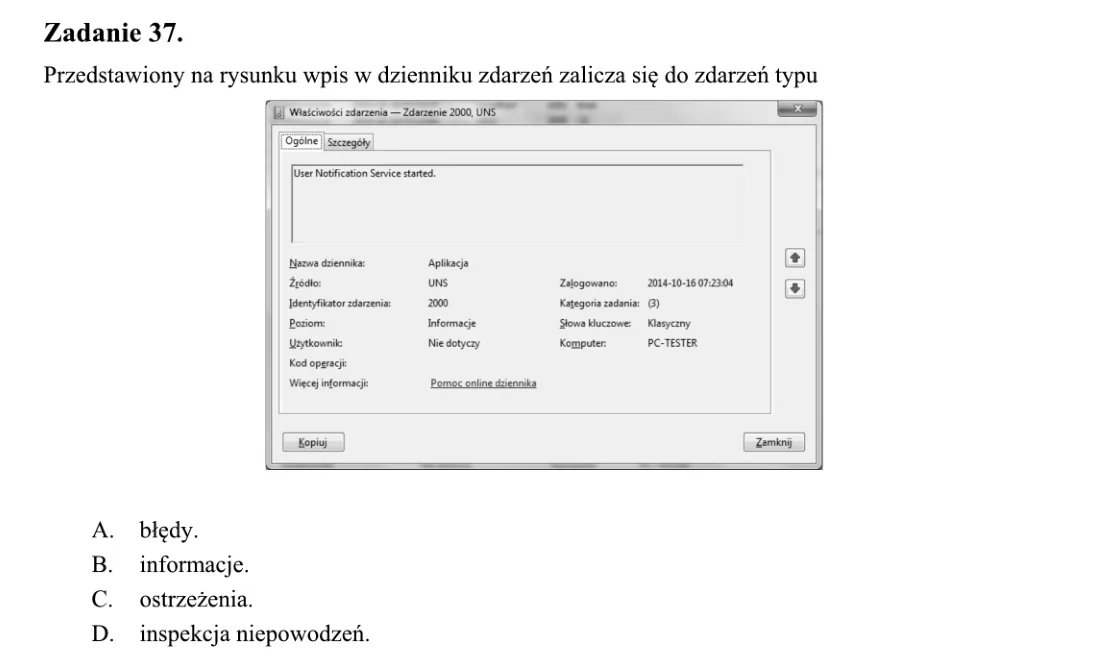 Zadanie 37.
Przedstawiony na rysunku wpis w dzienniku zdarzeń zalicza się do zdarzeń typu
Właściwości zdarzenia — Zdarzenie 2000, UNS
Ogólne Szczegóły
User Notification Service started.
Nazwa dziennika: Aplikacja
Źródło: UNS Zalogowano: 2014-10-16 07:23:04
Identyfikator zdarzenia: 2000 Kategoria zadania: (3)
Poziom: Informacje Słowa kluczowe: Klasyczny
Użytkownik: Nie dotyczy Komputer: PC-TESTER
Kod operacji:
Więcej informacji: Pomoc online dziennika
Kopiuj Zamknij
A. błędy.
B. informacje.
C. ostrzeżenia.
D. inspekcja niepowodzeń.